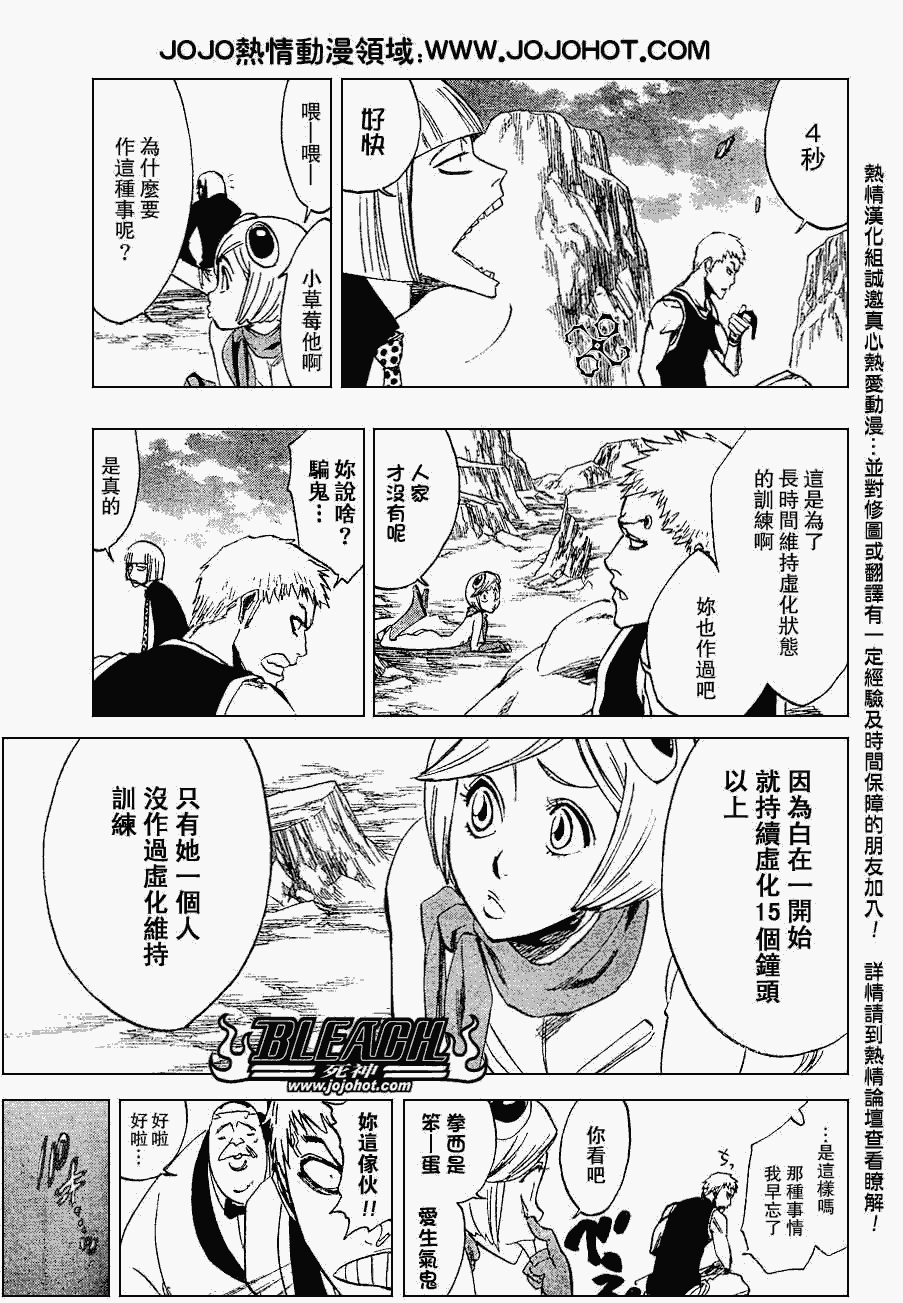 JOJO熱情動漫領域:WWW.JOJOHOT.COM
4秒
好快
喂—喂—
小草莓他啊
為什麼要
作這種事呢？
這是為了
長時間維持虛化狀態
的訓練啊
妳也作過吧
人家
才沒有呢
妳說啥？
騙鬼…
是真的
因為白在一開始
就持續虛化15個鐘頭
以上
只有她一個人
沒作過虛化維持
訓練
BLEACH
死神
www.jojohot.com
…是這樣嗎
那種事情
我早忘了
你看吧
拳西是
笨—蛋
愛生氣鬼
妳這傢伙!!
好啦
好啦…
熱情漢化組誠邀真心熱愛動漫…並對修圖或翻譯有一定經驗及時間保障的朋友加入！ 詳情請到熱情論壇查看瞭解！